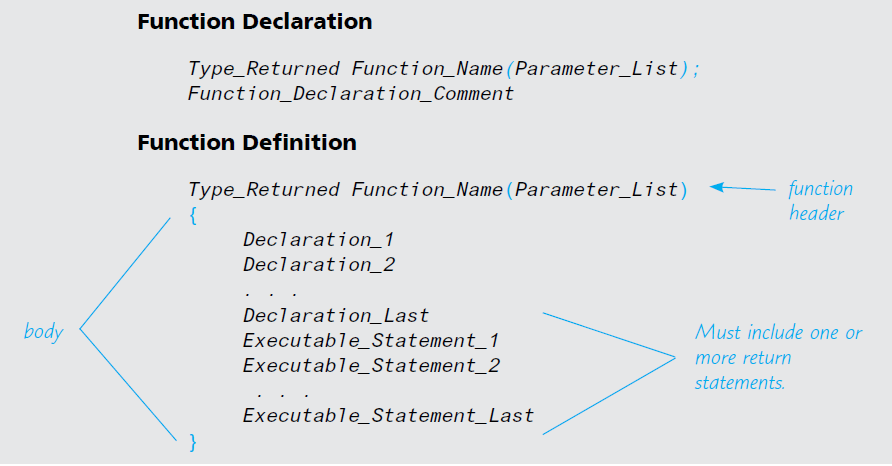 Function Declaration
Type_Returned Function_Name(Parameter_List);
Function_Declaration_Comment
Function Definition
Type_Returned Function_Name(Parameter_List)
function
header
{
Declaration_1
Declaration_2
. . .
Declaration_Last
Executable_Statement_1
Executable_Statement_2
. . .
Executable_Statement_Last
}
body
Must include one or
more return
statements.